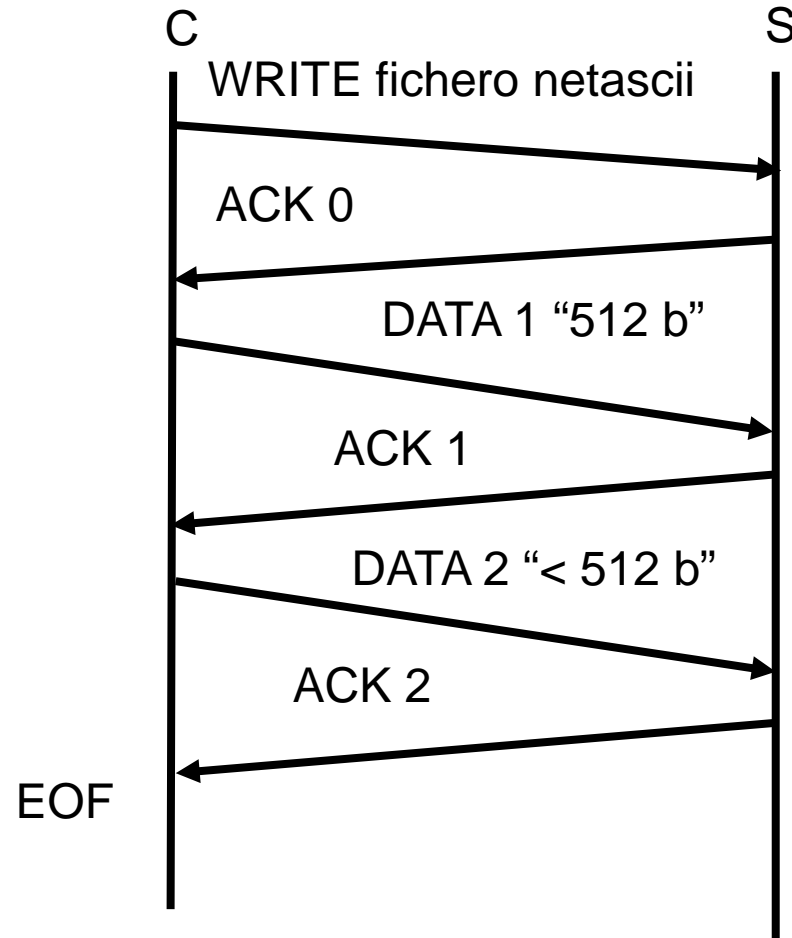 C
S
WRITE fichero netascii
ACK 0
DATA 1 “512 b”
ACK 1
DATA 2 “< 512 b”
ACK 2
EOF